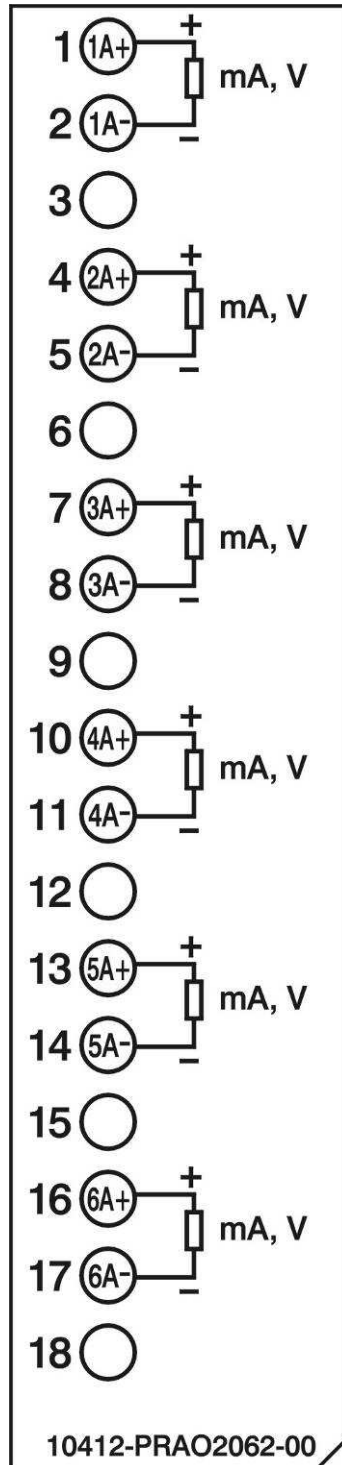 1 1A+ + mA, V
2 1A- −
3
4 2A+ + mA, V
5 2A- −
6
7 3A+ + mA, V
8 3A- −
9
10 4A+ + mA, V
11 4A- −
12
13 5A+ + mA, V
14 5A- −
15
16 6A+ + mA, V
17 6A- −
18
10412-PRAO2062-00